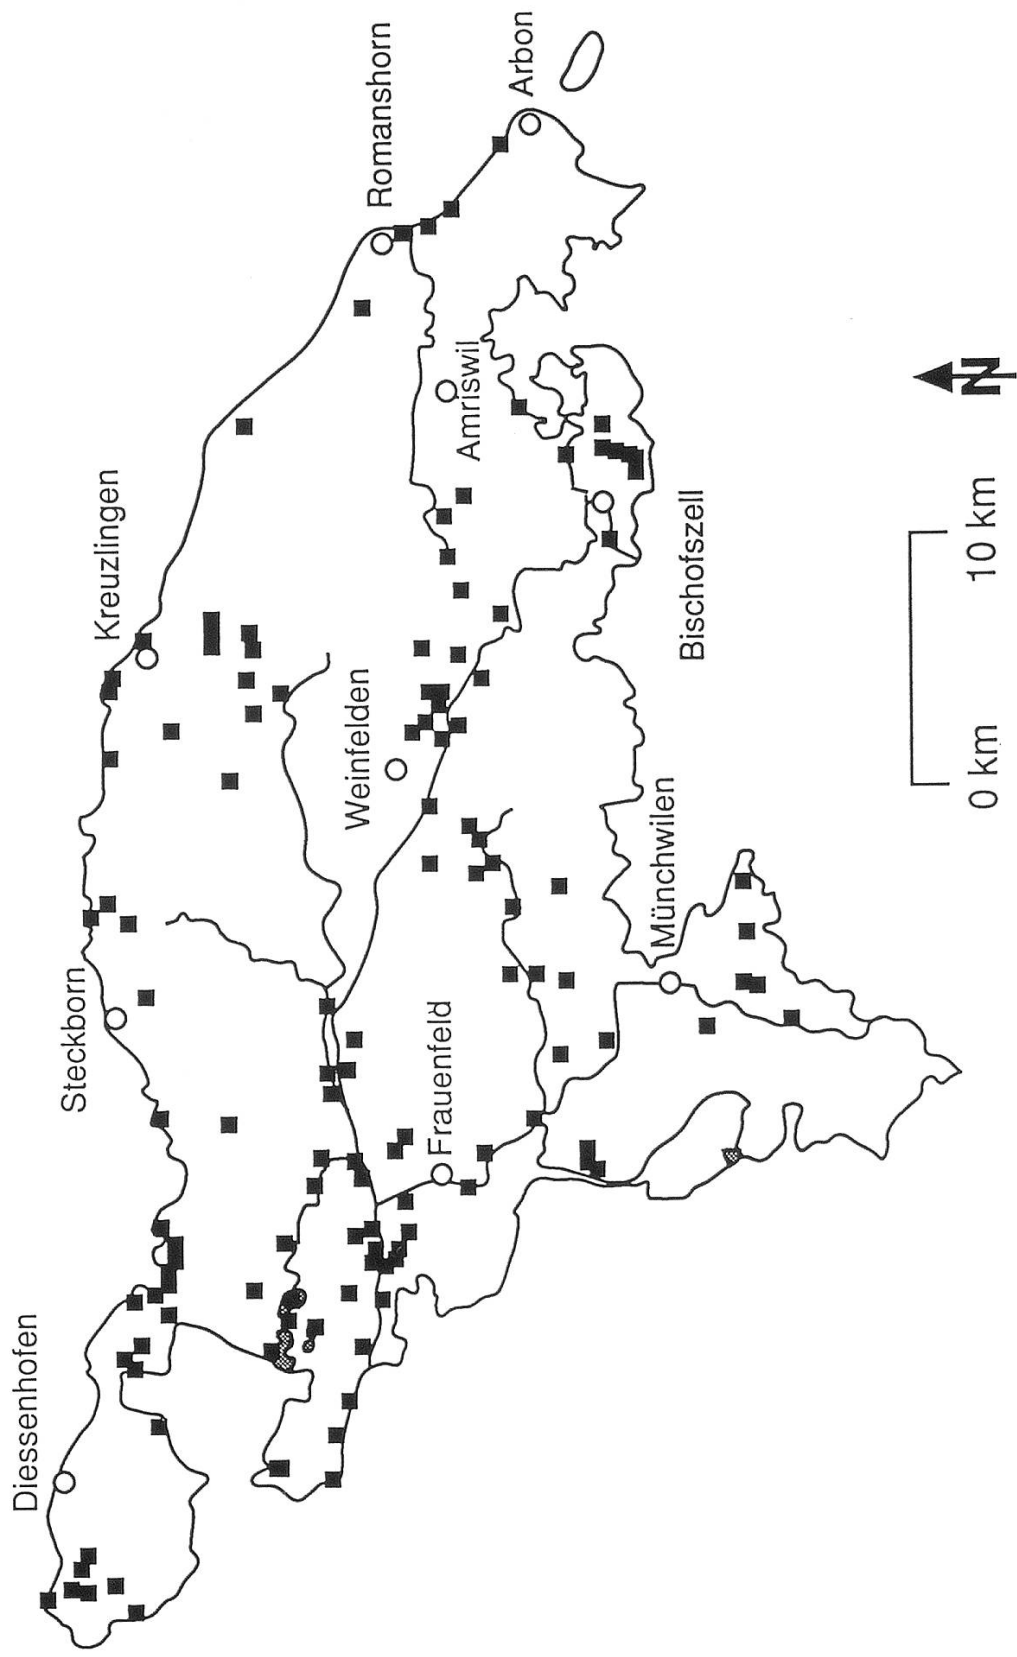 Diessenhofen
Steckborn
Kreuzlingen
Romanshorn
Arbon
Frauenfeld
Weinfelden
Amriswil
Münchwilen
Bischofszell
N
0 km
10 km